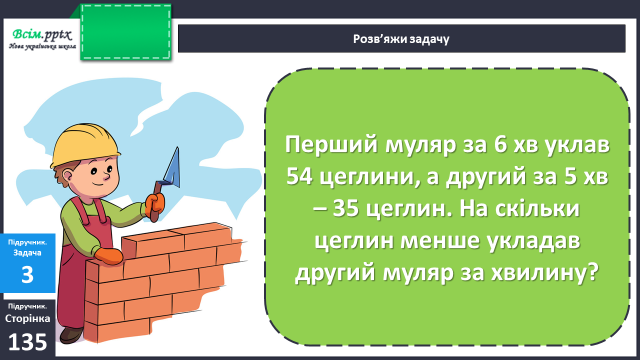 Всім.pptx
Нова українська школа
Розв’яжи задачу
Перший муляр за 6 хв уклав
54 цеглини, а другий за 5 хв
– 35 цеглин. На скільки
цеглин менше укладав
другий муляр за хвилину?
Підручник.
Задача
3
Підручник.
Сторінка
135